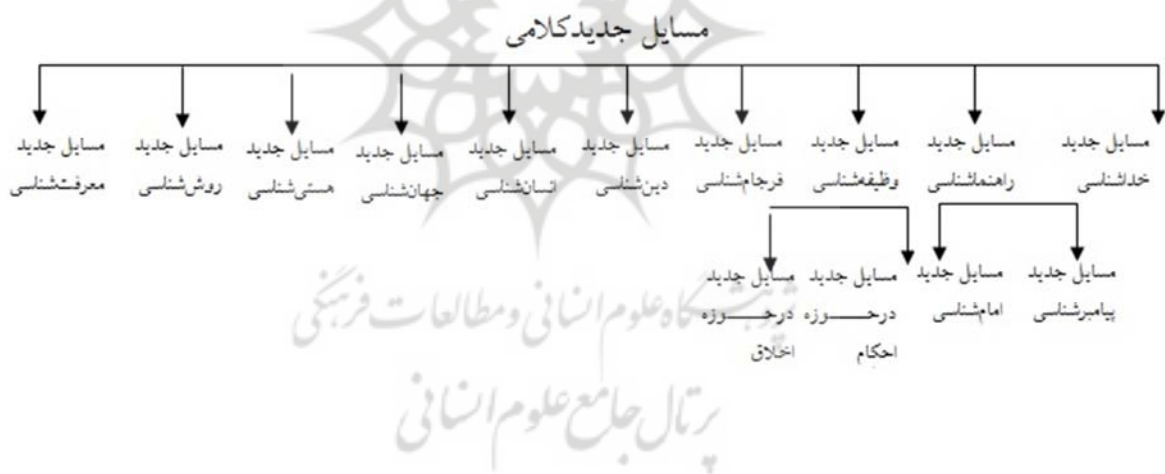 مسایل جدیدکلامی
مسایل جدید
خداشناسی
مسایل جدید
راهنماشناسی
مسایل جدید
وظیفه‌شناسی
مسایل جدید
فرجام‌شناسی
مسایل جدید
دین‌شناسی
مسایل جدید
انسان‌شناسی
مسایل جدید
جهان‌شناسی
مسایل جدید
هستی‌شناسی
مسایل جدید
روش‌شناسی
مسایل جدید
معرفت‌شناسی
مسایل جدید
پیامبرشناسی
مسایل جدید
امام‌شناسی
مسایل جدید
درحـــوزه
احکام
مسایل جدید
درحـــوزه
اخلاق
پژوهشگاه علوم انسانی و مطالعات فرهنگی
پرتال جامع علوم انسانی